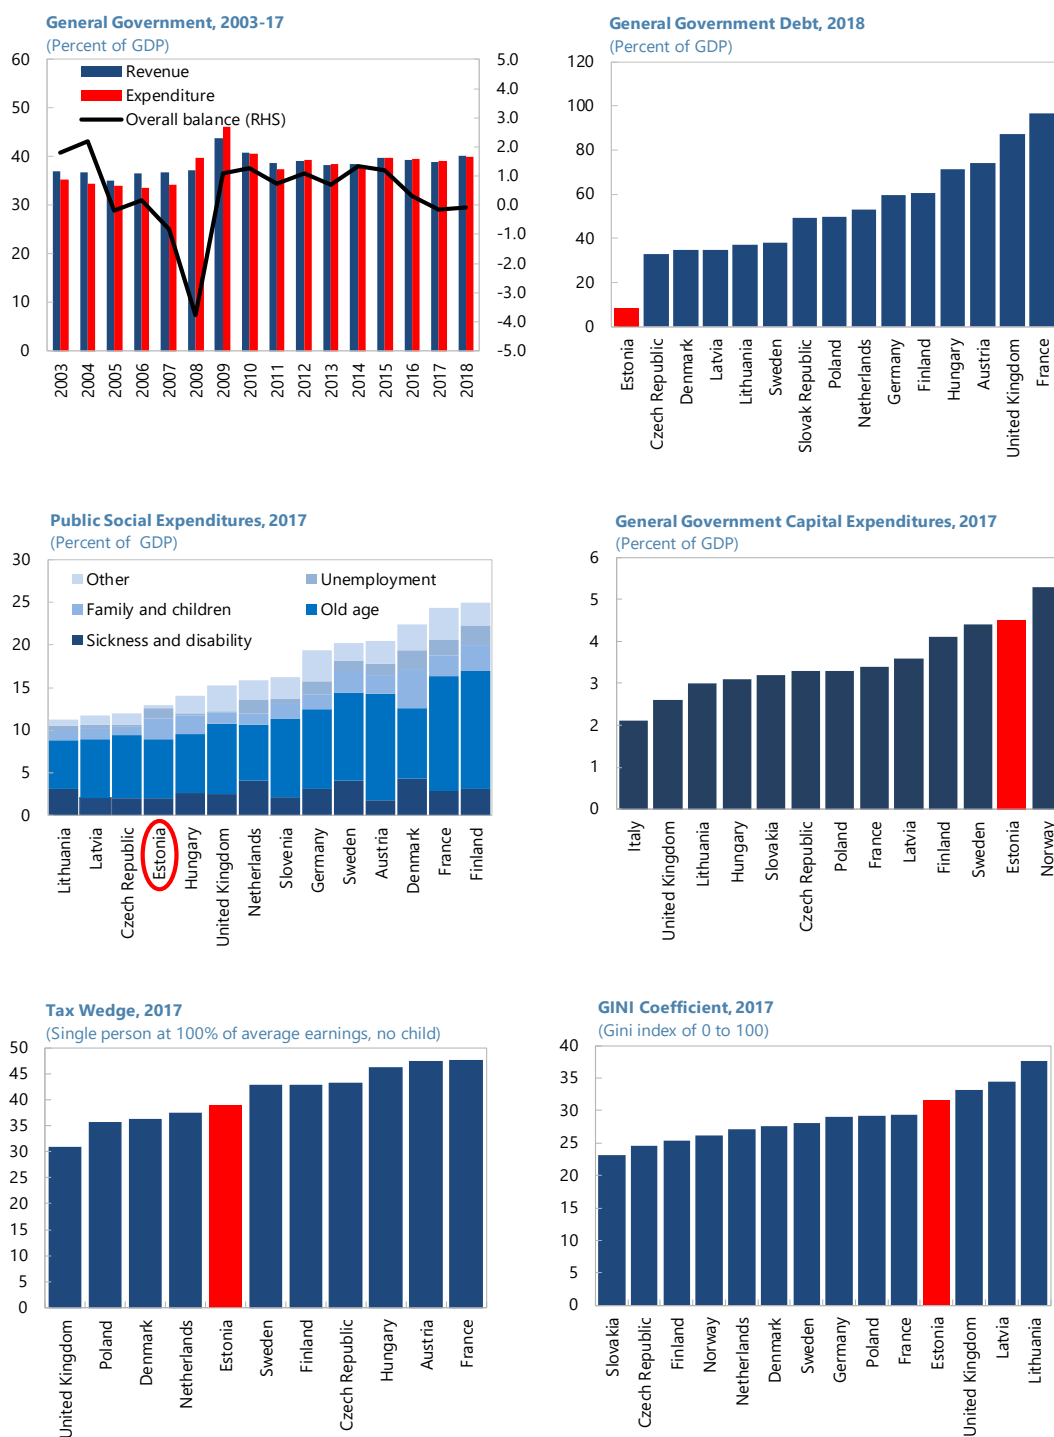 General Government, 2003-17
(Percent of GDP)
60
50
40
30
20
10
0
Revenue
Expenditure
Overall balance (RHS)
5.0
4.0
3.0
2.0
1.0
0.0
-1.0
-2.0
-3.0
-4.0
-5.0
2003
2004
2005
2006
2007
2008
2009
2010
2011
2012
2013
2014
2015
2016
2017
2018
General Government Debt, 2018
(Percent of GDP)
120
100
80
60
40
20
0
Estonia
Czech Republic
Denmark
Latvia
Lithuania
Sweden
Slovak Republic
Poland
Netherlands
Germany
Finland
Hungary
Austria
United Kingdom
France
Public Social Expenditures, 2017
(Percent of GDP)
30
25
20
15
10
5
0
Other
Unemployment
Family and children
Old age
Sickness and disability
Lithuania
Latvia
Czech Republic
Estonia
Hungary
United Kingdom
Netherlands
Slovenia
Germany
Sweden
Austria
Denmark
France
Finland
General Government Capital Expenditures, 2017
(Percent of GDP)
6
5
4
3
2
1
0
Italy
United Kingdom
Lithuania
Hungary
Slovakia
Czech Republic
Poland
France
Latvia
Finland
Sweden
Estonia
Norway
Tax Wedge, 2017
(Single person at 100% of average earnings, no child)
50
45
40
35
30
25
20
15
10
5
0
United Kingdom
Poland
Denmark
Netherlands
Estonia
Sweden
Finland
Czech Republic
Hungary
Austria
France
GINI Coefficient, 2017
(Gini index of 0 to 100)
40
35
30
25
20
15
10
5
0
Slovakia
Czech Republic
Finland
Norway
Netherlands
Denmark
Sweden
Germany
Poland
France
Estonia
United Kingdom
Latvia
Lithuania